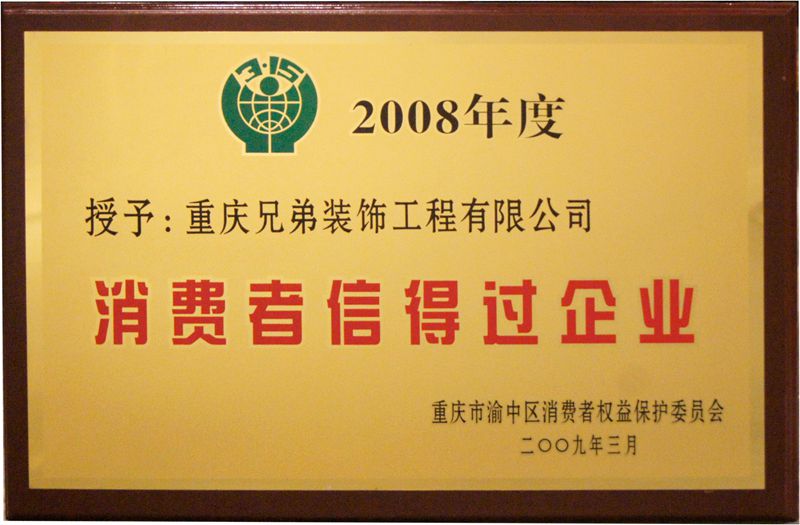 3·15
2008年度
授予：重庆兄弟装饰工程有限公司
消费者信得过企业
重庆市渝中区消费者权益保护委员会
二〇〇九年三月